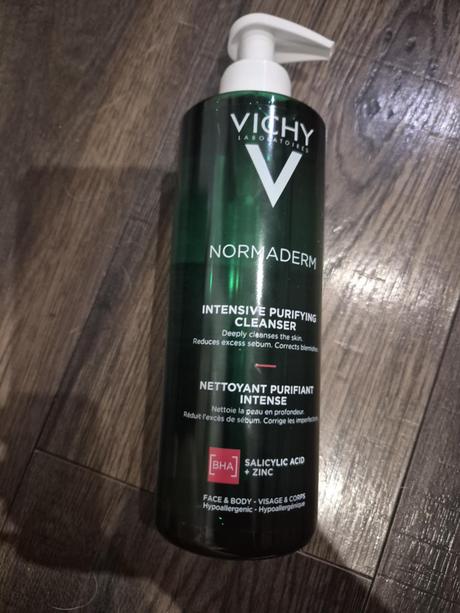 VICHY
LABORATOIRES
NORMADERM
INTENSIVE PURIFYING
CLEANSER
Deeply cleanses the skin.
Reduces excess sebum. Corrects blemishes
NETTOYANT PURIFIANT
INTENSE
Nettoie la peau en profondeur.
Réduit l'excès de sébum. Corrige les imperfections
[BHA]
SALICYLIC ACID
+ ZINC
FACE & BODY - VISAGE & CORPS
Hypoallergenic - Hypoallergénique